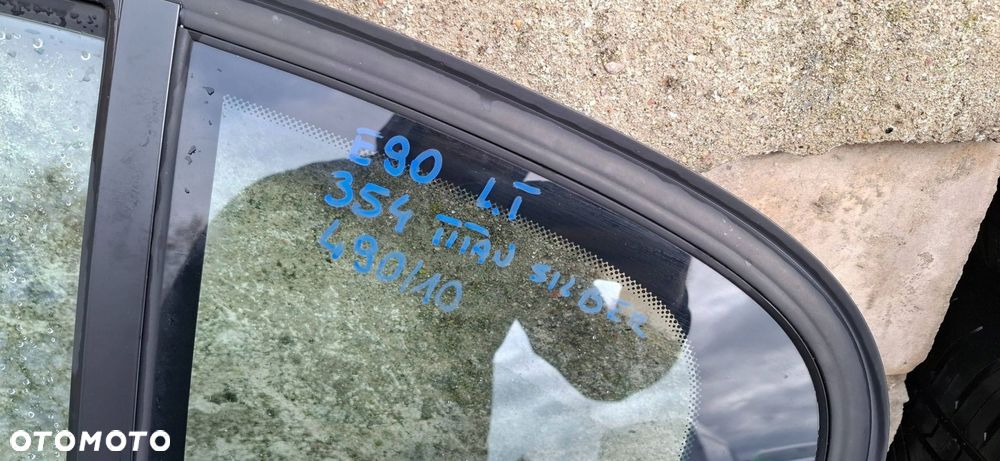 E90 L.T
354 TITAN SILBER
490/10
OTOMOTO